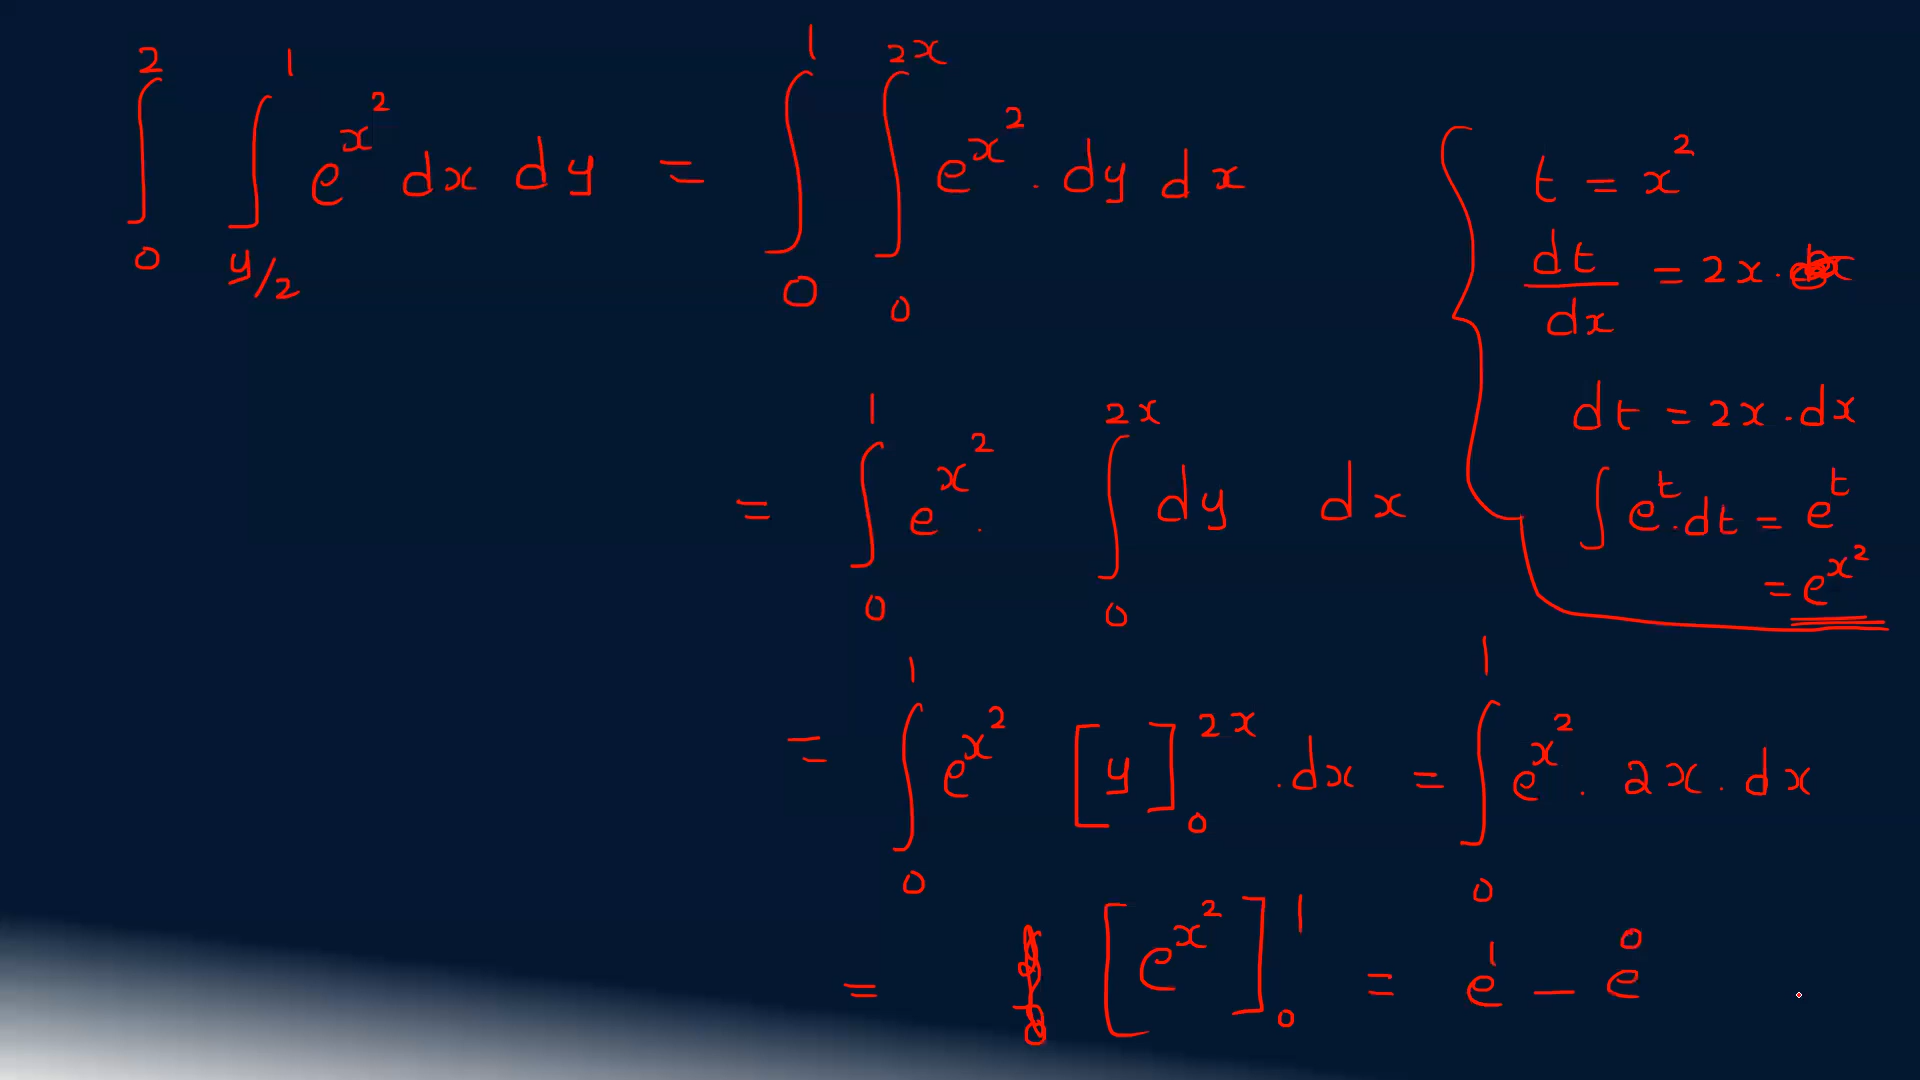 ∫₀² ∫_{y/2}^1 e^{x²} dx dy = ∫₀¹ ∫₀^{2x} e^{x²} . dy dx
= ∫₀¹ e^{x²} . ∫₀^{2x} dy dx
= ∫₀¹ e^{x²} [y]₀^{2x} . dx = ∫₀¹ e^{x²} . 2x . dx
= [e^{x²}]₀¹ = e¹ − e⁰
t = x²
dt/dx = 2x .
dt = 2x . dx
∫ e^t . dt = e^t
= e^{x²}